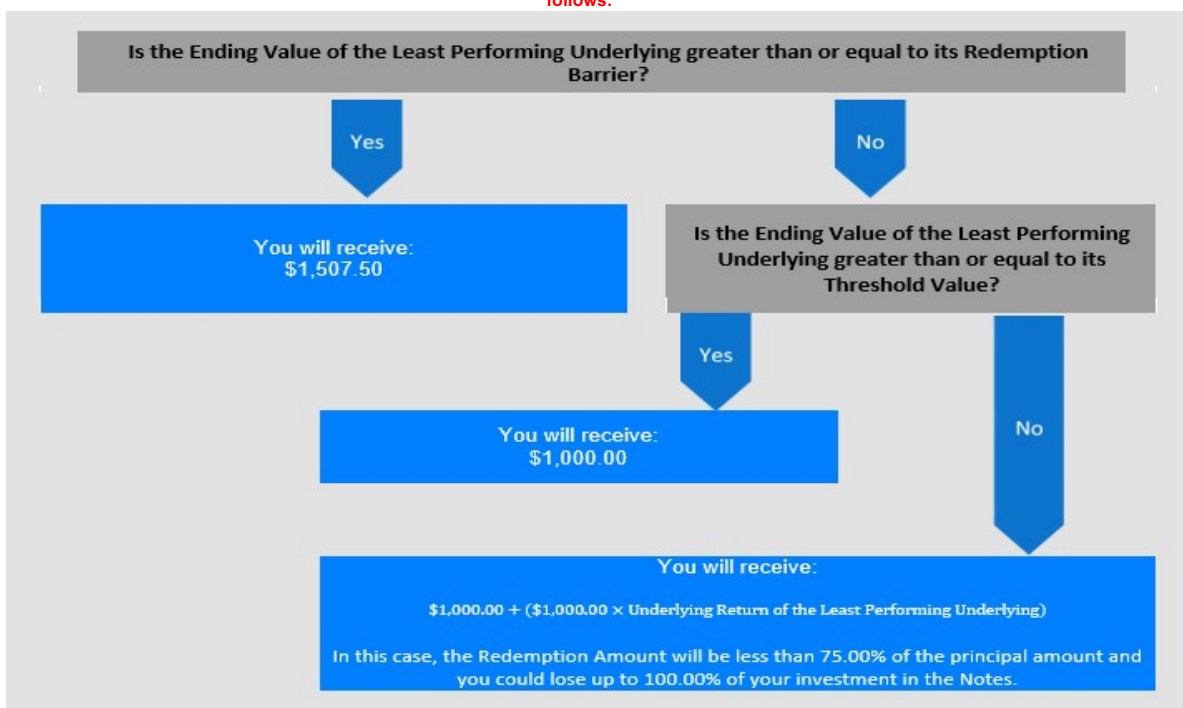 follows:
Is the Ending Value of the Least Performing Underlying greater than or equal to its Redemption
Barrier?
Yes
No
You will receive:
$1,507.50
Is the Ending Value of the Least Performing
Underlying greater than or equal to its
Threshold Value?
Yes
No
You will receive:
$1,000.00
You will receive:
$1,000.00 + ($1,000.00 × Underlying Return of the Least Performing Underlying)
In this case, the Redemption Amount will be less than 75.00% of the principal amount and
you could lose up to 100.00% of your investment in the Notes.